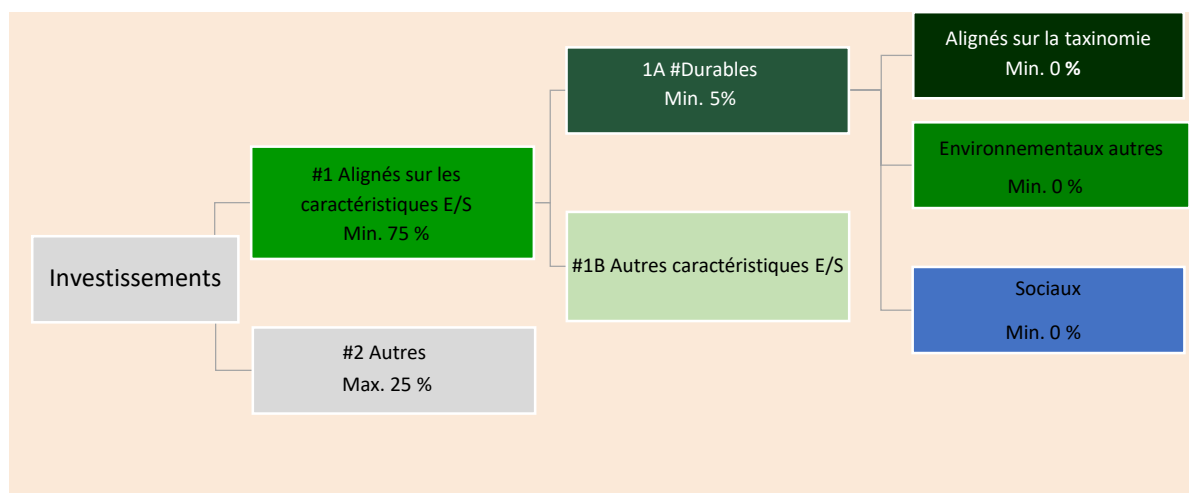 Investissements
#1 Alignés sur les
caractéristiques E/S
Min. 75 %
#2 Autres
Max. 25 %
1A #Durables
Min. 5%
#1B Autres caractéristiques E/S
Alignés sur la taxinomie
Min. 0 %
Environnementaux autres
Min. 0 %
Sociaux
Min. 0 %